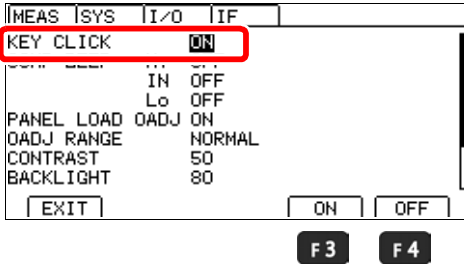 MEAS SYS I/O IF
KEY CLICK ON
IN OFF
Lo OFF
PANEL LOAD OADJ ON
OADJ RANGE NORMAL
CONTRAST 50
BACKLIGHT 80
EXIT ON OFF
F3 F4